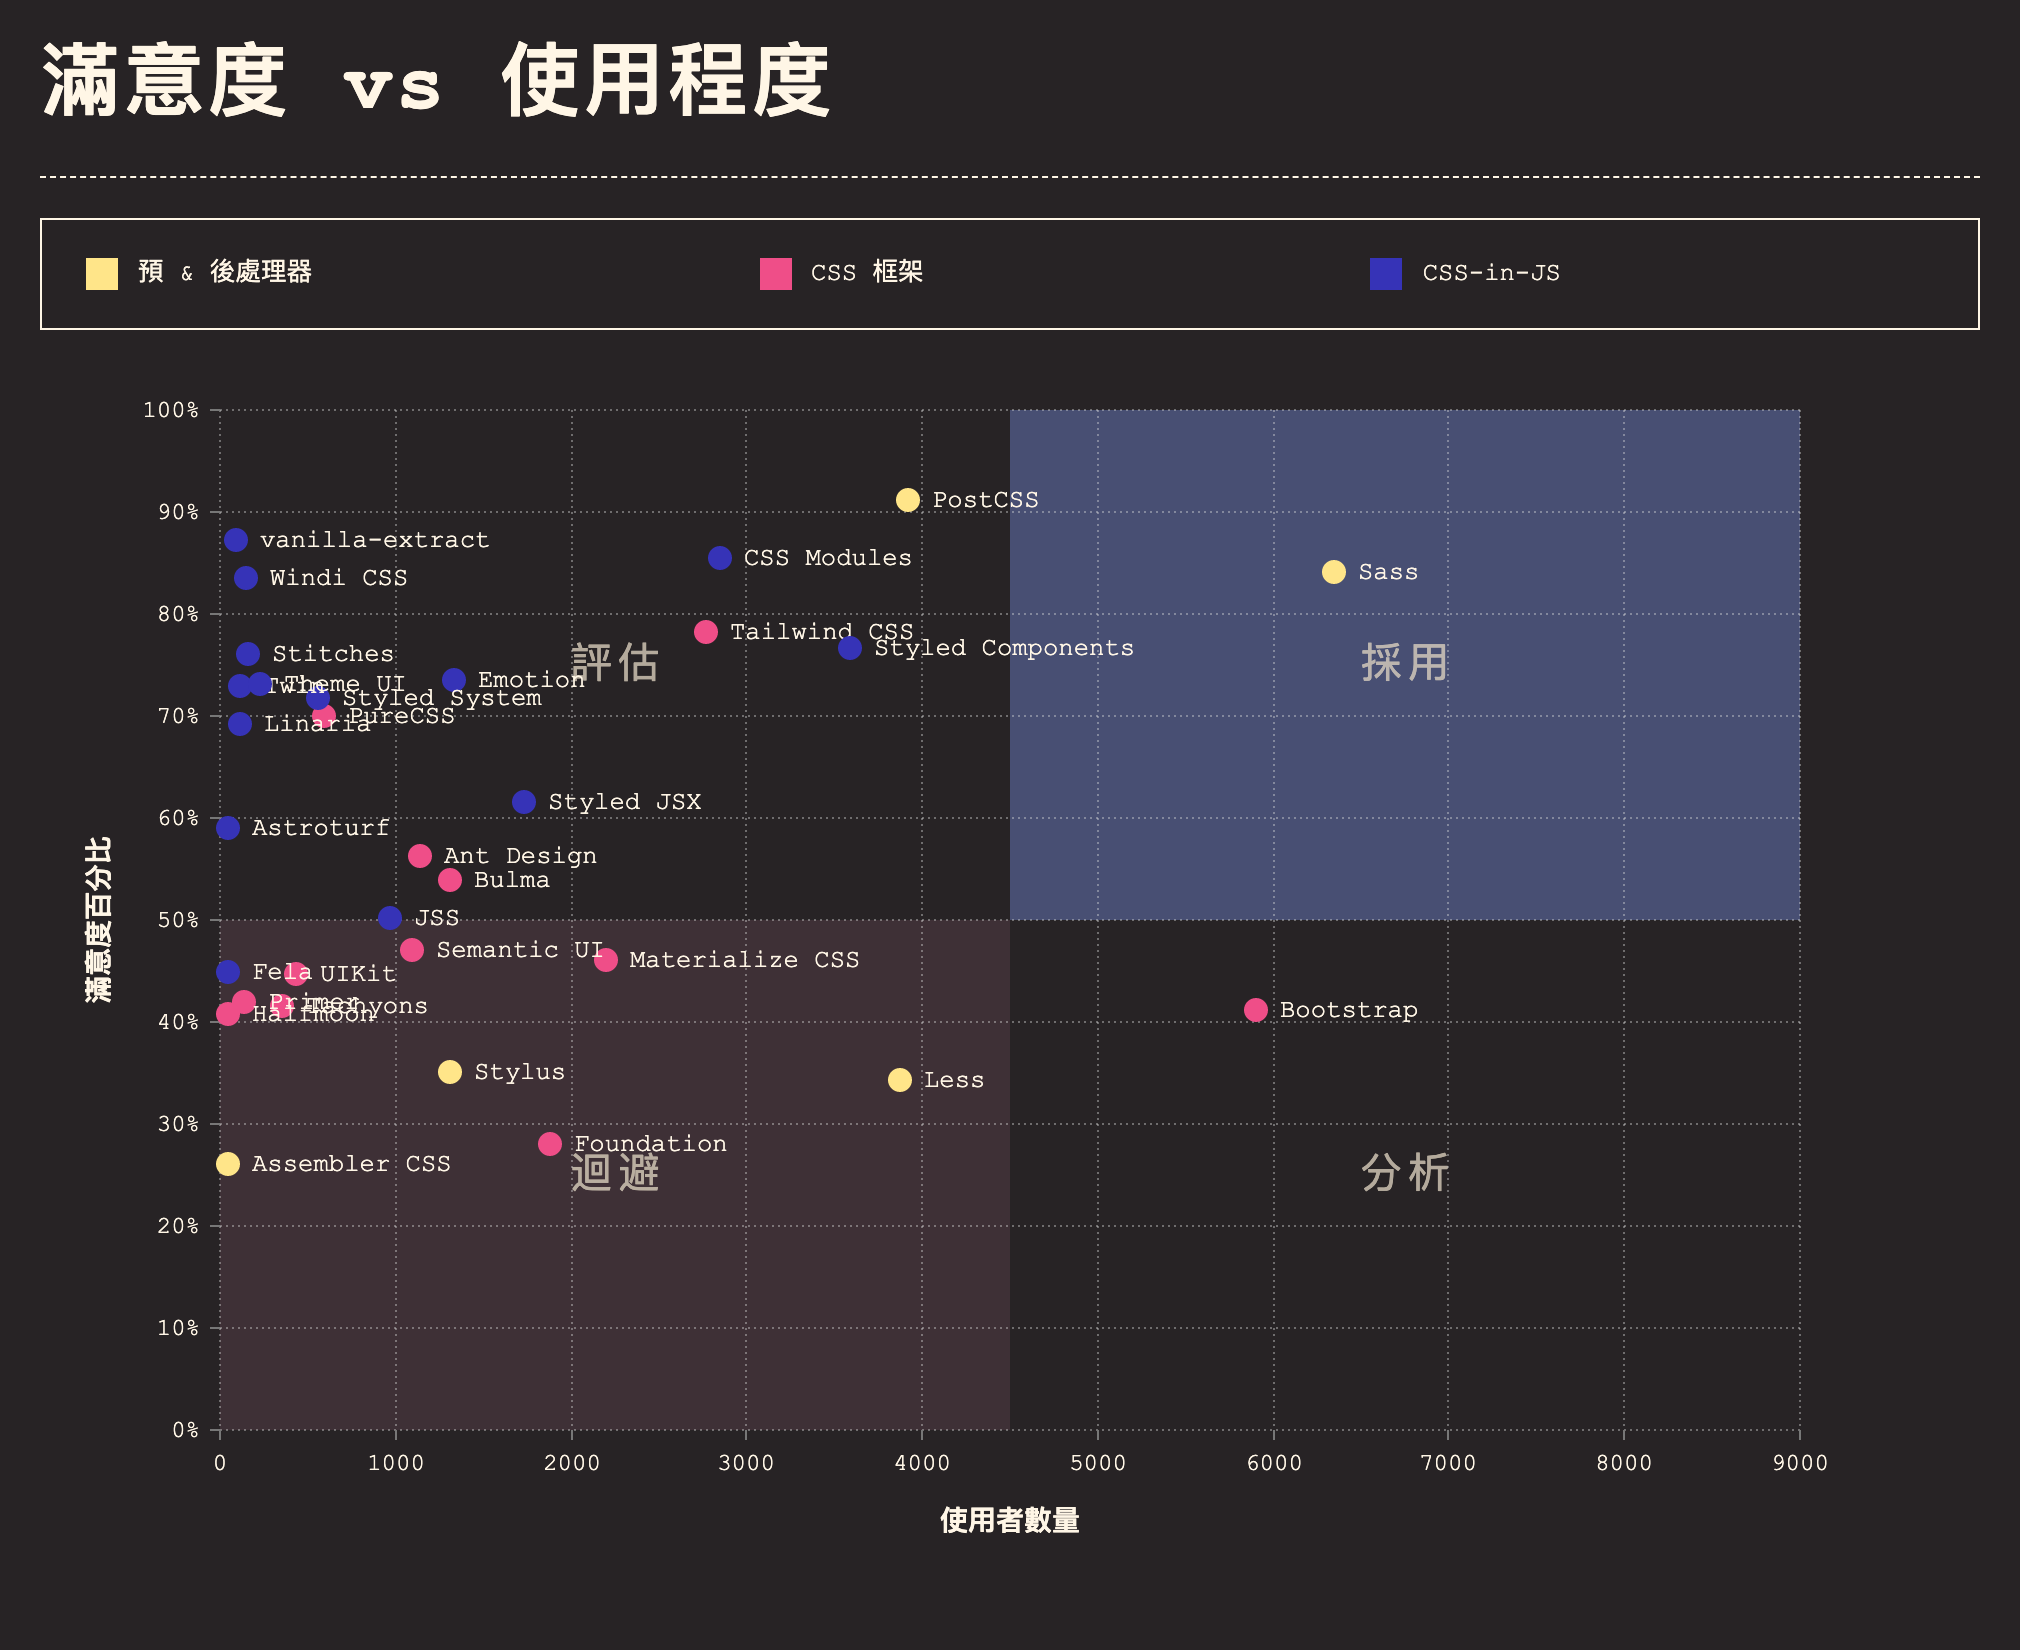 滿意度 vs 使用程度
預 & 後處理器
CSS 框架
CSS-in-JS
100%
90%
80%
70%
60%
50%
40%
30%
20%
10%
0%
滿意度百分比
PostCSS
vanilla-extract
CSS Modules
Sass
Windi CSS
Tailwind CSS
Styled Components
Stitches
評估
採用
Emotion
Theme UI
Twin
Styled System
PureCSS
Linaria
Styled JSX
Astroturf
Ant Design
Bulma
JSS
Semantic UI
Materialize CSS
Fela
UIKit
Primer
Tachyons
Halfmoon
Bootstrap
Stylus
Less
Foundation
Assembler CSS
迴避
分析
0
1000
2000
3000
4000
5000
6000
7000
8000
9000
使用者數量